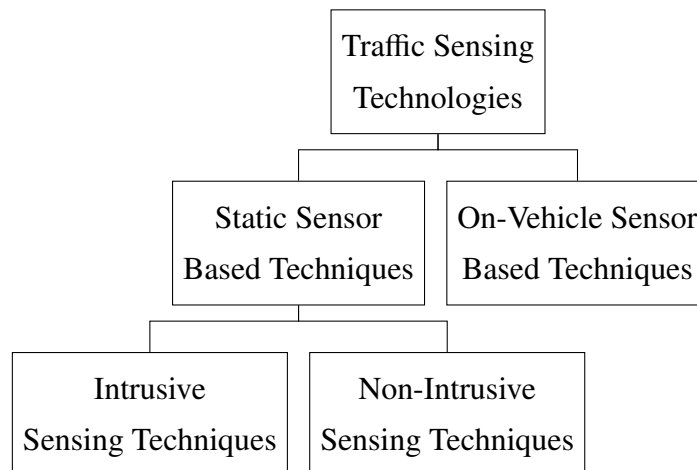 Traffic Sensing
Technologies
Static Sensor
Based Techniques
On-Vehicle Sensor
Based Techniques
Intrusive
Sensing Techniques
Non-Intrusive
Sensing Techniques